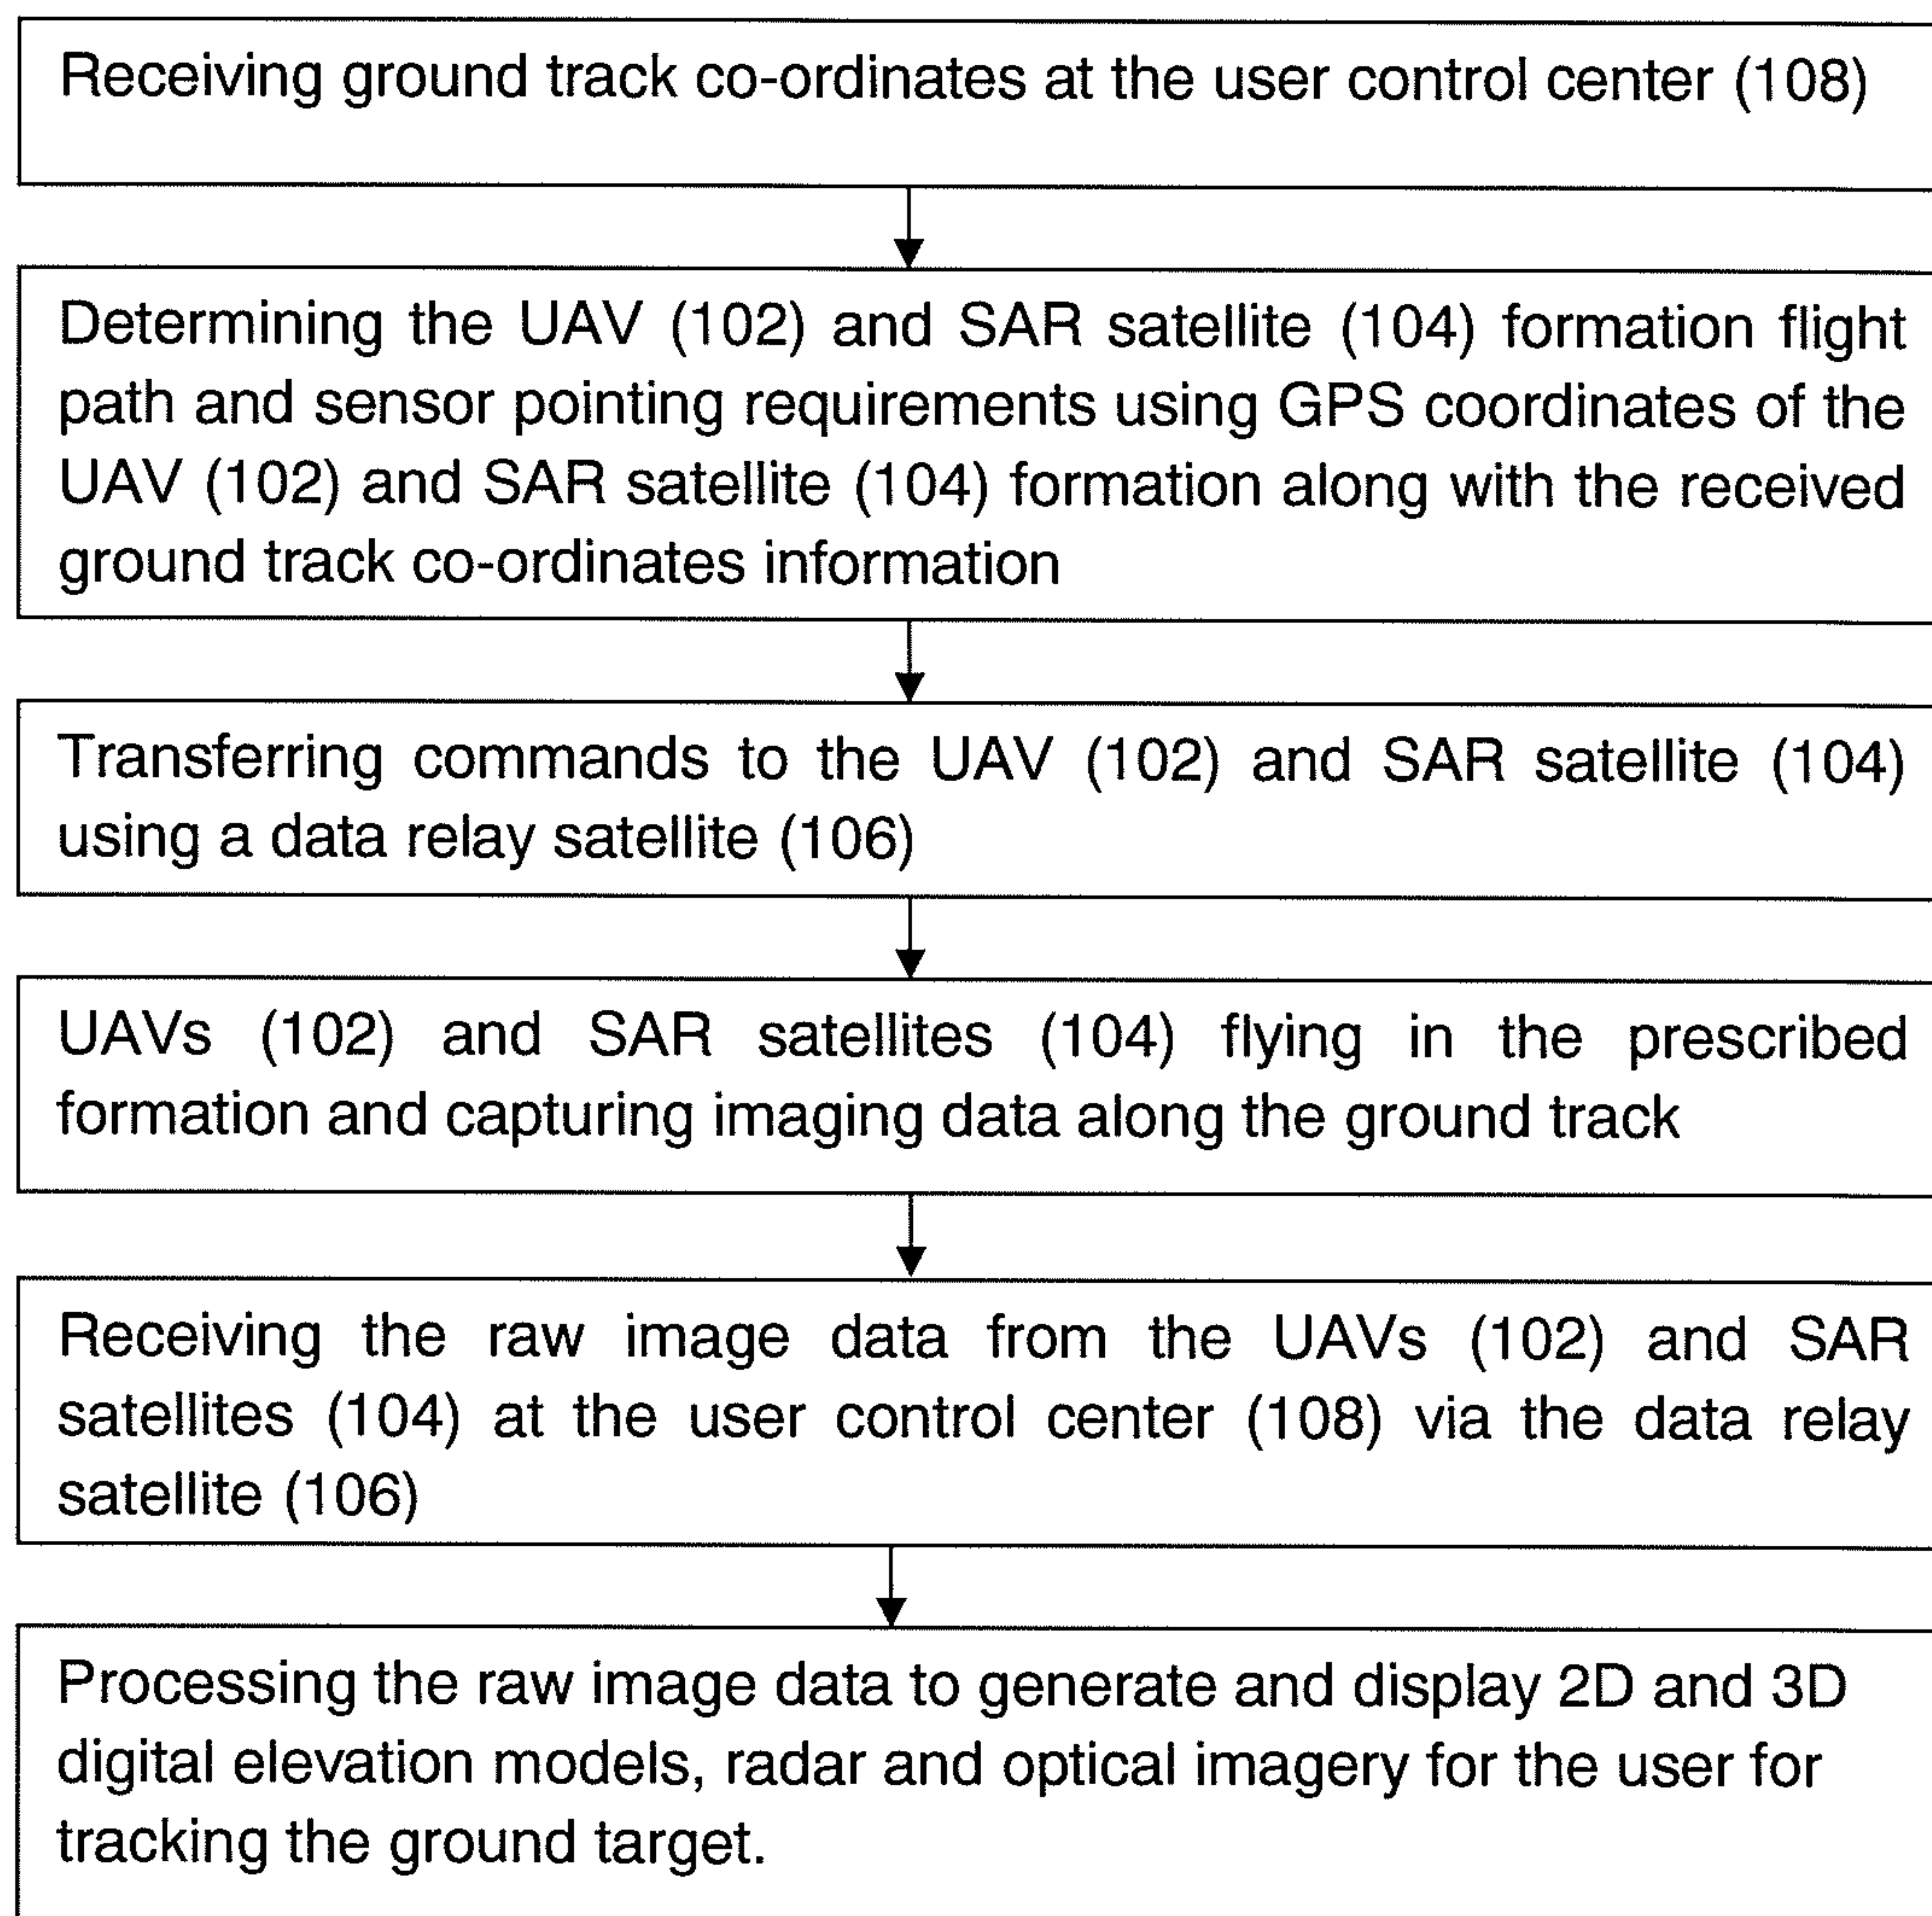 Receiving ground track co-ordinates at the user control center (108)
Determining the UAV (102) and SAR satellite (104) formation flight
path and sensor pointing requirements using GPS coordinates of the
UAV (102) and SAR satellite (104) formation along with the received
ground track co-ordinates information
Transferring commands to the UAV (102) and SAR satellite (104)
using a data relay satellite (106)
UAVs (102) and SAR satellites (104) flying in the prescribed
formation and capturing imaging data along the ground track
Receiving the raw image data from the UAVs (102) and SAR
satellites (104) at the user control center (108) via the data relay
satellite (106)
Processing the raw image data to generate and display 2D and 3D
digital elevation models, radar and optical imagery for the user for
tracking the ground target.